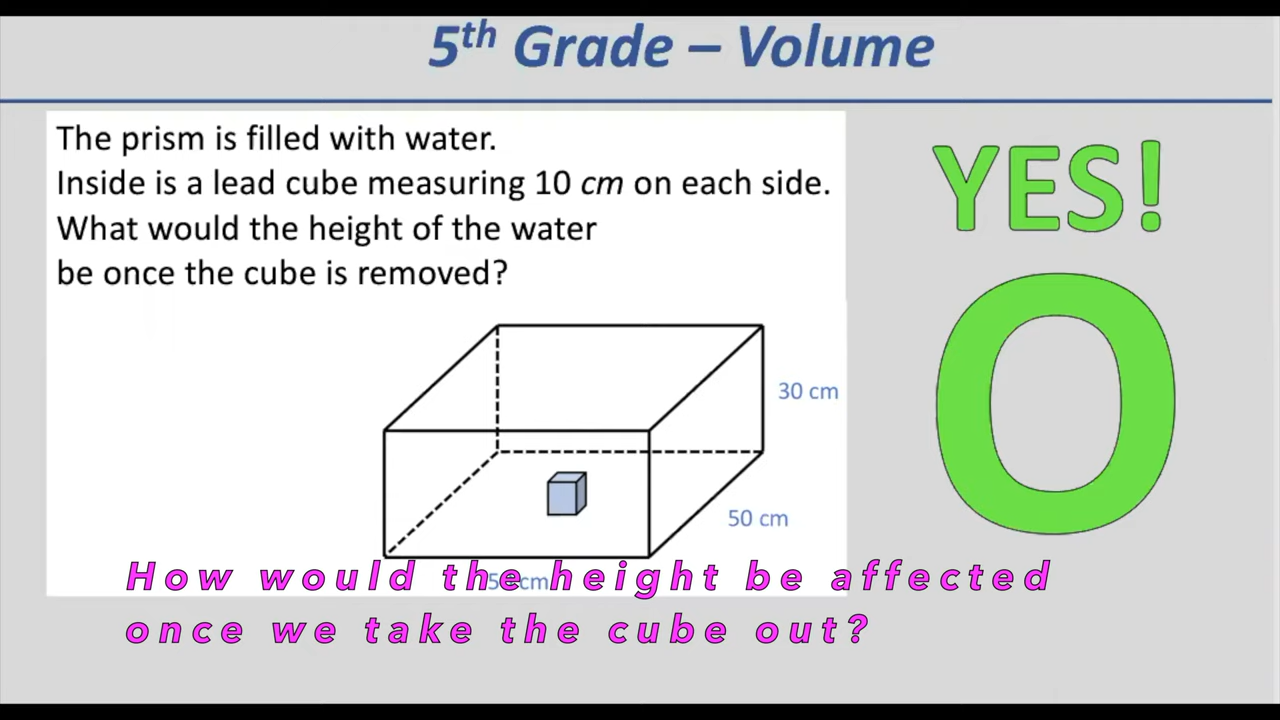 5th Grade – Volume
The prism is filled with water.
Inside is a lead cube measuring 10 cm on each side.
What would the height of the water
be once the cube is removed?
YES!
O
30 cm
50 cm
cm
How would the height be affected
once we take the cube out?